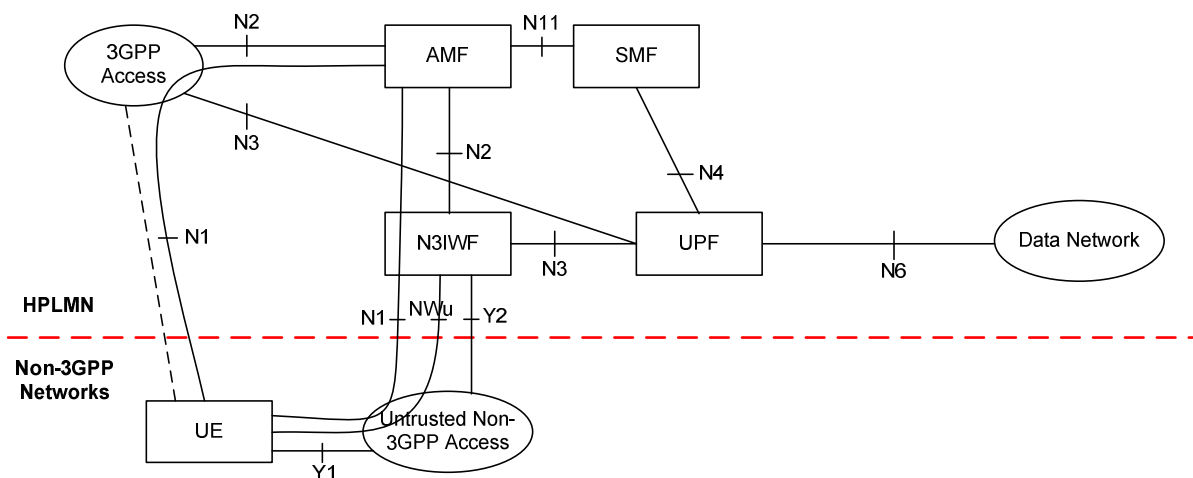 N2
N11
3GPP
Access
AMF
SMF
N3
N2
N4
N1
N3IWF
UPF
Data Network
N3
N6
HPLMN
N1
NWu
Y2
Non-3GPP
Networks
UE
Untrusted Non-
3GPP Access
Y1